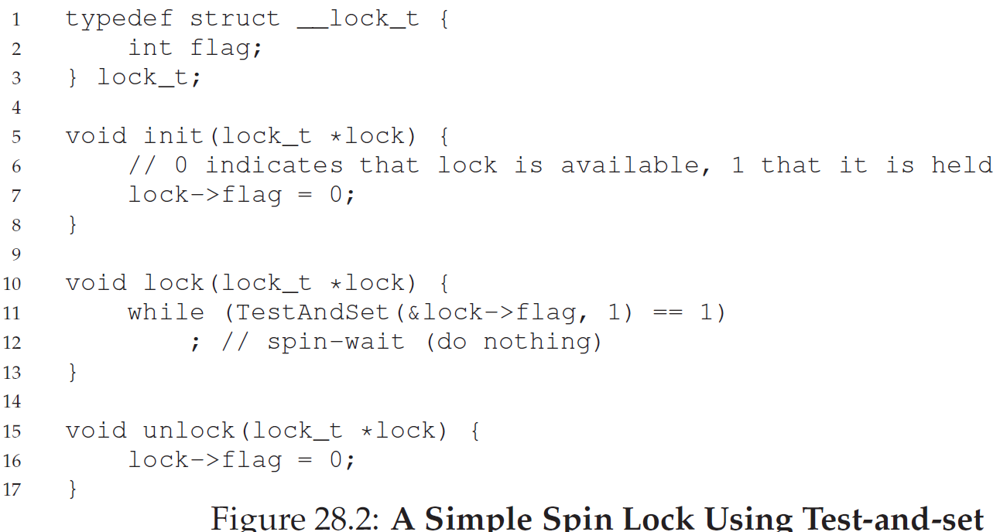 1 typedef struct __lock_t {
2 int flag;
3 } lock_t;
4
5 void init(lock_t *lock) {
6 // 0 indicates that lock is available, 1 that it is held
7 lock->flag = 0;
8 }
9
10 void lock(lock_t *lock) {
11 while (TestAndSet(&lock->flag, 1) == 1)
12 ; // spin-wait (do nothing)
13 }
14
15 void unlock(lock_t *lock) {
16 lock->flag = 0;
17 }
Figure 28.2: A Simple Spin Lock Using Test-and-set